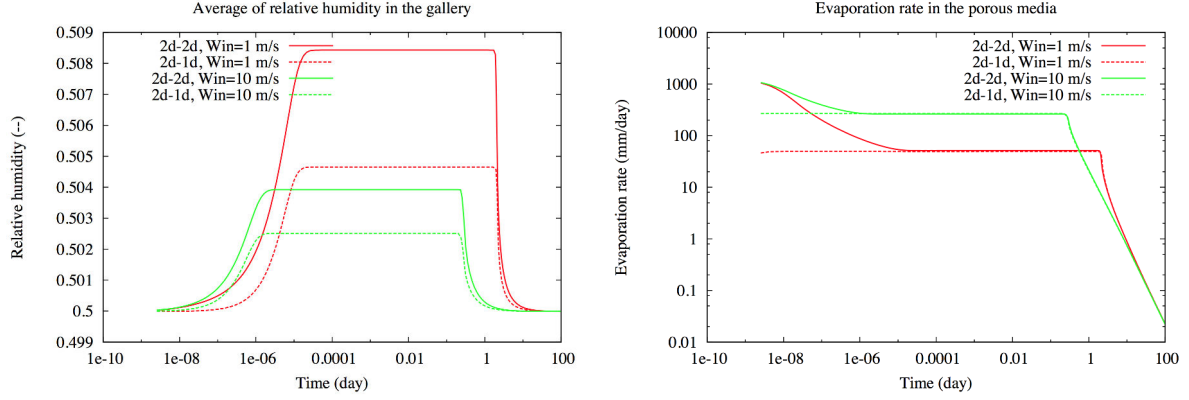 Average of relative humidity in the gallery
0.509
0.508
0.507
0.506
0.505
0.504
0.503
0.502
0.501
0.5
0.499
Relative humidity (--)
2d-2d, Win=1 m/s
2d-1d, Win=1 m/s
2d-2d, Win=10 m/s
2d-1d, Win=10 m/s
1e-10 1e-08 1e-06 0.0001 0.01 1 100
Time (day)
Evaporation rate in the porous media
10000
1000
100
10
1
0.1
0.01
Evaporation rate (mm/day)
2d-2d, Win=1 m/s
2d-1d, Win=1 m/s
2d-2d, Win=10 m/s
2d-1d, Win=10 m/s
1e-10 1e-08 1e-06 0.0001 0.01 1 100
Time (day)